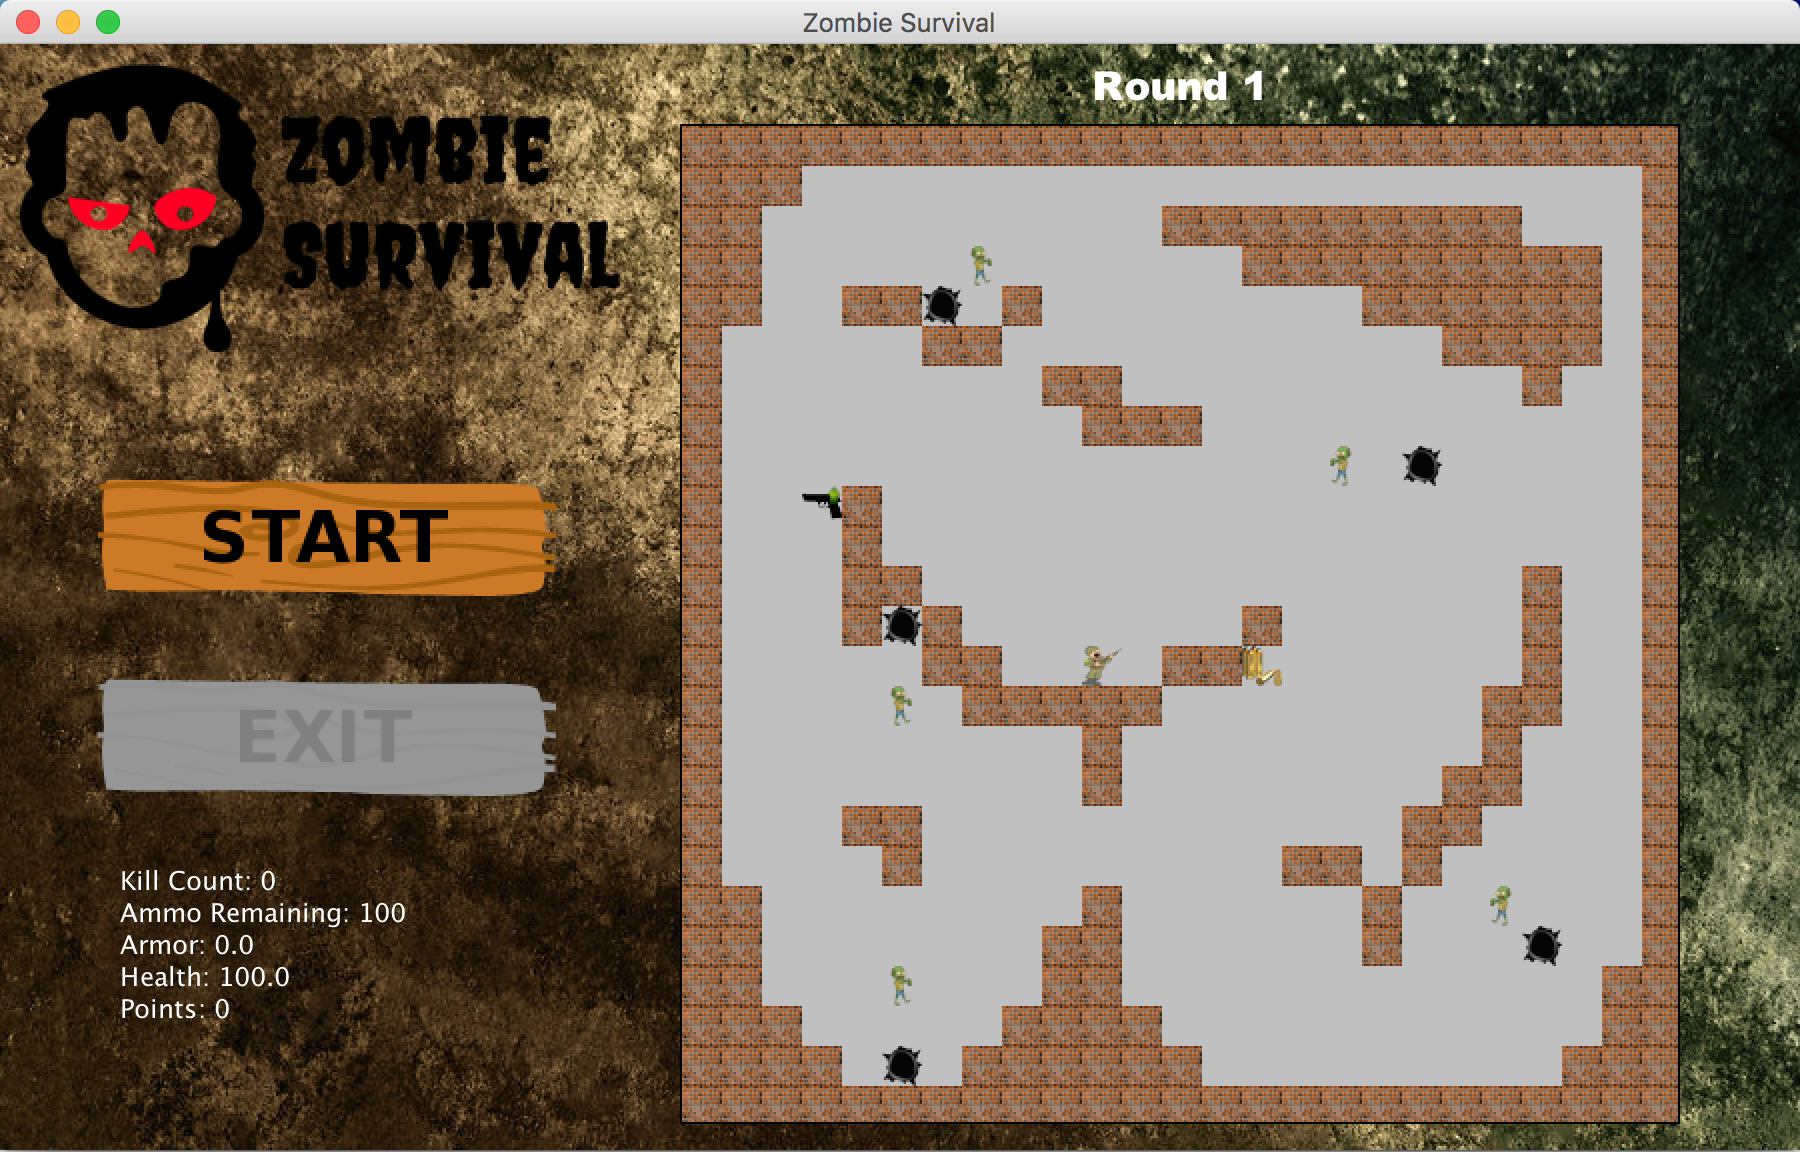 Zombie Survival
ZOMBIE
SURVIVAL
Round 1
START
EXIT
Kill Count: 0
Ammo Remaining: 100
Armor: 0.0
Health: 100.0
Points: 0